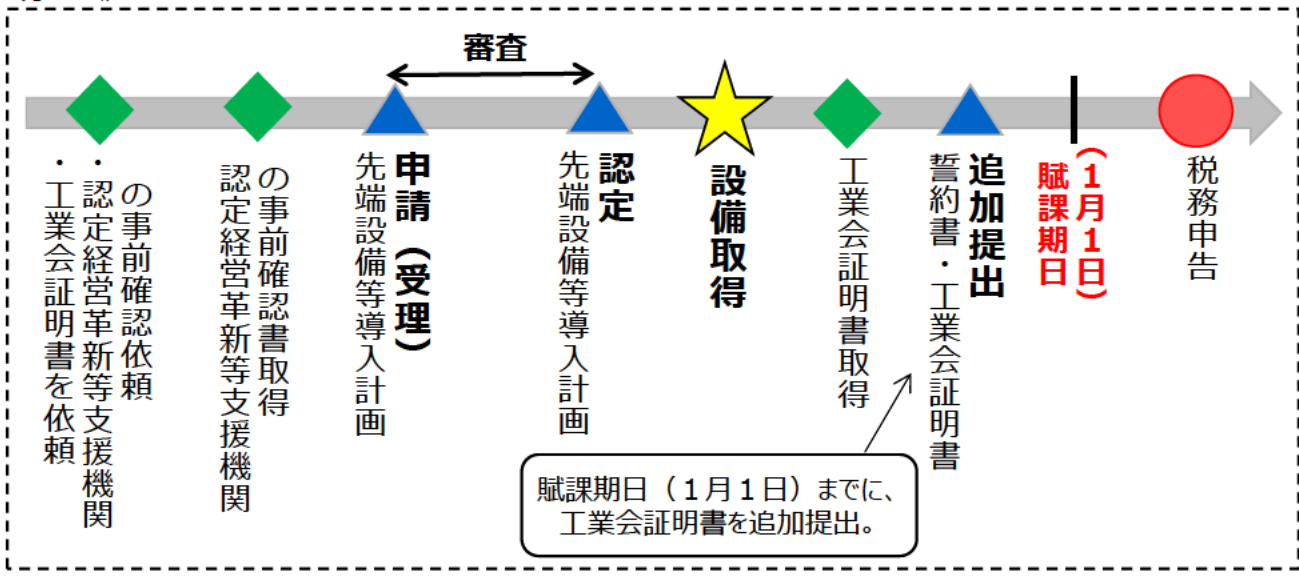 審査
・認定経営革新等支援機関
の事前確認依頼
・工業会証明書を依頼
認定経営革新等支援機関
の事前確認書取得
申請（受理）
先端設備等導入計画
認定
先端設備等導入計画
設備取得
工業会証明書取得
追加提出
誓約書・工業会証明書
（1月1日）
賦課期日
税務申告
賦課期日（1月1日）までに、
工業会証明書を追加提出。